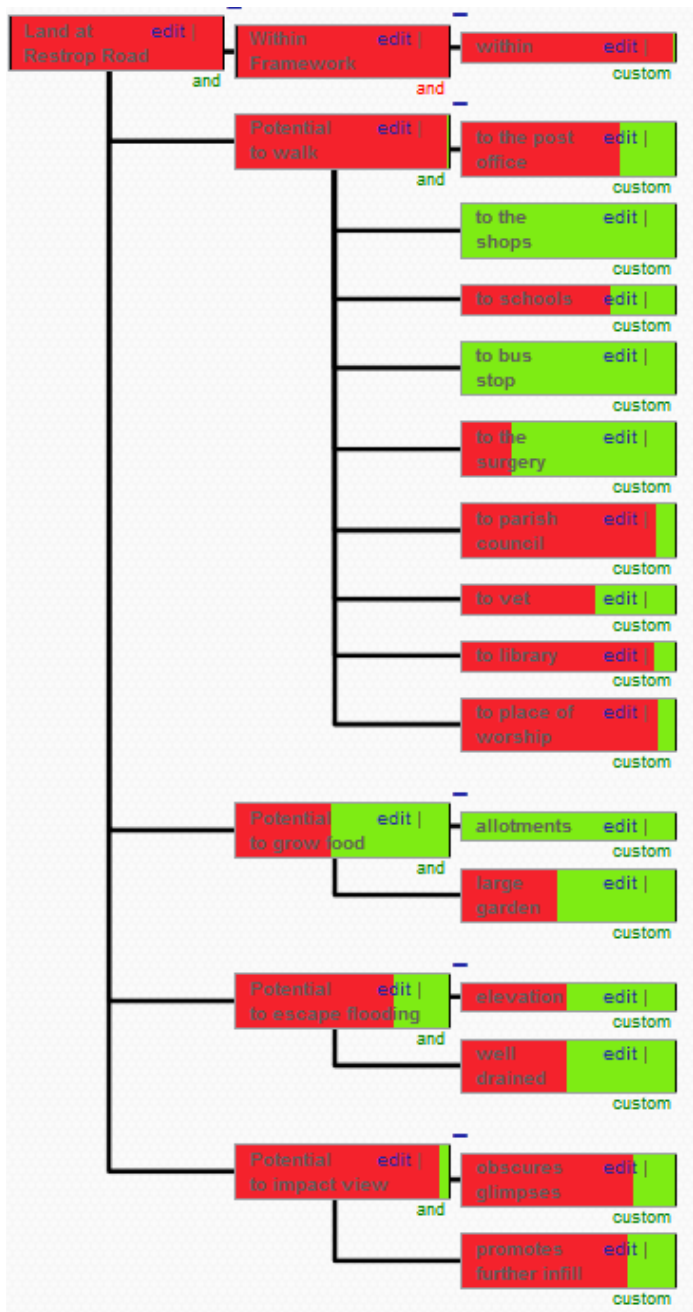 Land at edit |
Restrop Road
and
Within edit |
Framework
and
within edit |
custom
Potential edit |
to walk
and
to the post edit |
office
custom
to the edit |
shops
custom
to schools edit |
custom
to bus edit |
stop
custom
to the edit |
surgery
custom
to parish edit |
council
custom
to vet edit |
custom
to library edit |
custom
to place of edit |
worship
custom
Potential edit |
to grow food
and
allotments edit |
custom
large edit |
garden
custom
Potential edit |
to escape flooding
and
elevation edit |
custom
well edit |
drained
custom
Potential edit |
to impact view
and
obscures edit |
glimpses
custom
promotes edit |
further infill
custom